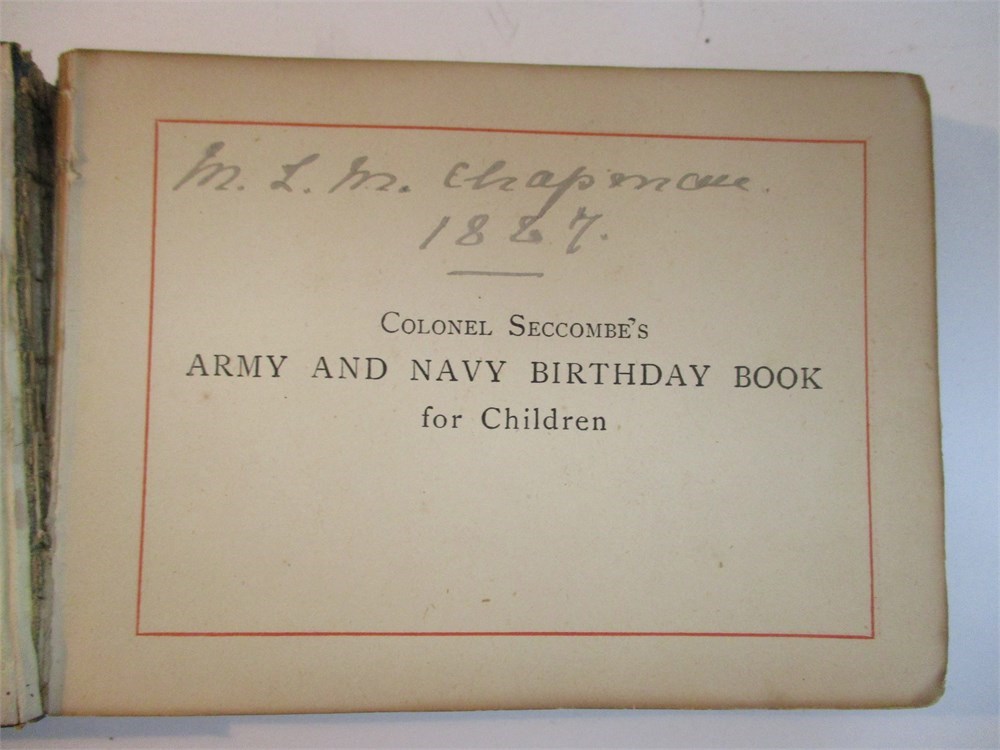 M. L. M. Chapman.
1887.
COLONEL SECCOMBE'S
ARMY AND NAVY BIRTHDAY BOOK
for Children